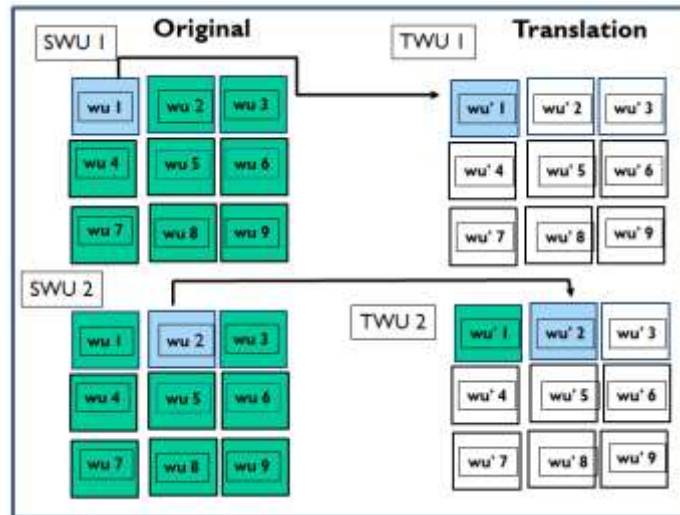 Original
Translation
SWU 1
TWU 1
wu 1 wu 2 wu 3
wu' 1 wu' 2 wu' 3
wu 4 wu 5 wu 6
wu' 4 wu' 5 wu' 6
wu 7 wu 8 wu 9
wu' 7 wu' 8 wu' 9
SWU 2
TWU 2
wu 1 wu 2 wu 3
wu' 1 wu' 2 wu' 3
wu 4 wu 5 wu 6
wu' 4 wu' 5 wu' 6
wu 7 wu 8 wu 9
wu' 7 wu' 8 wu' 9